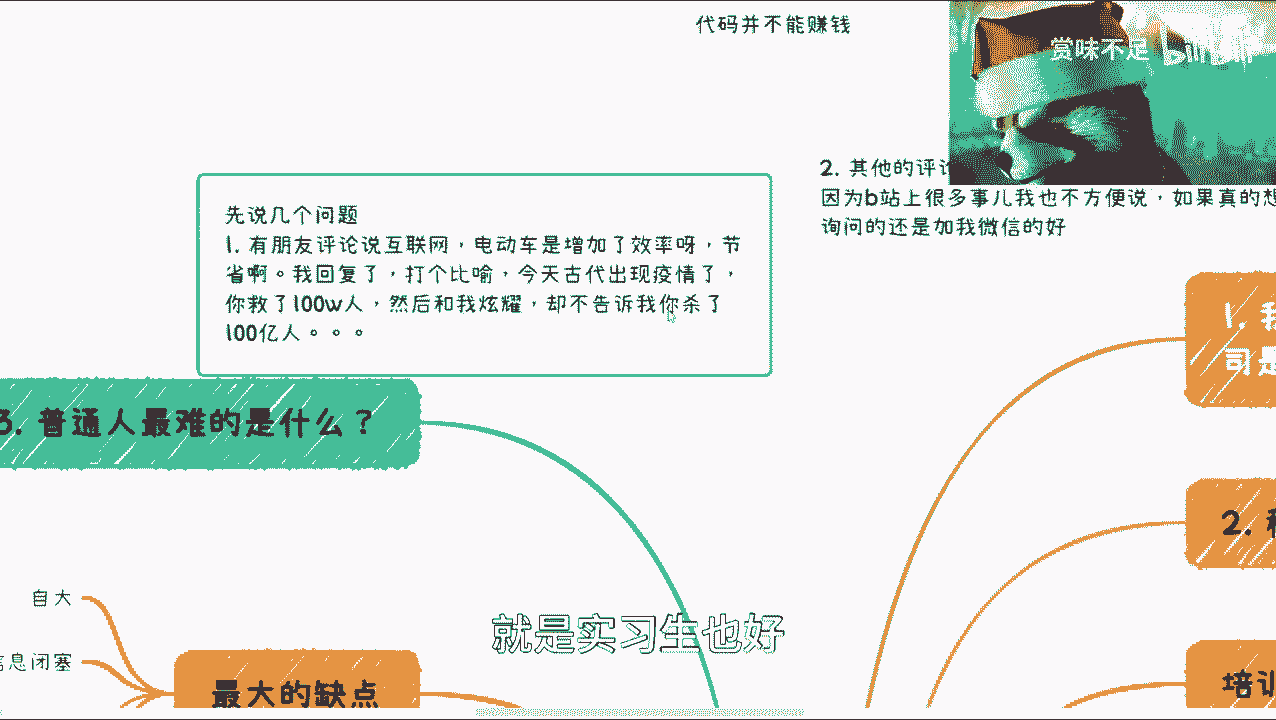 代码并不能赚钱
赏味不足 bilibili
2. 其他的评论
因为b站上很多事儿我也不方便说，如果真的想
询问的还是加我微信的好
先说几个问题
1. 有朋友评论说互联网，电动车是增加了效率呀，节
省啊。我回复了，打个比喻，今天古代出现疫情了，
你救了100w人，然后和我炫耀，却不告诉我你杀了
100亿人。。。
1. 我
司是
3. 普通人最难的是什么？
2.
自大
就是实习生也好
息闭塞
最大的缺点
培训